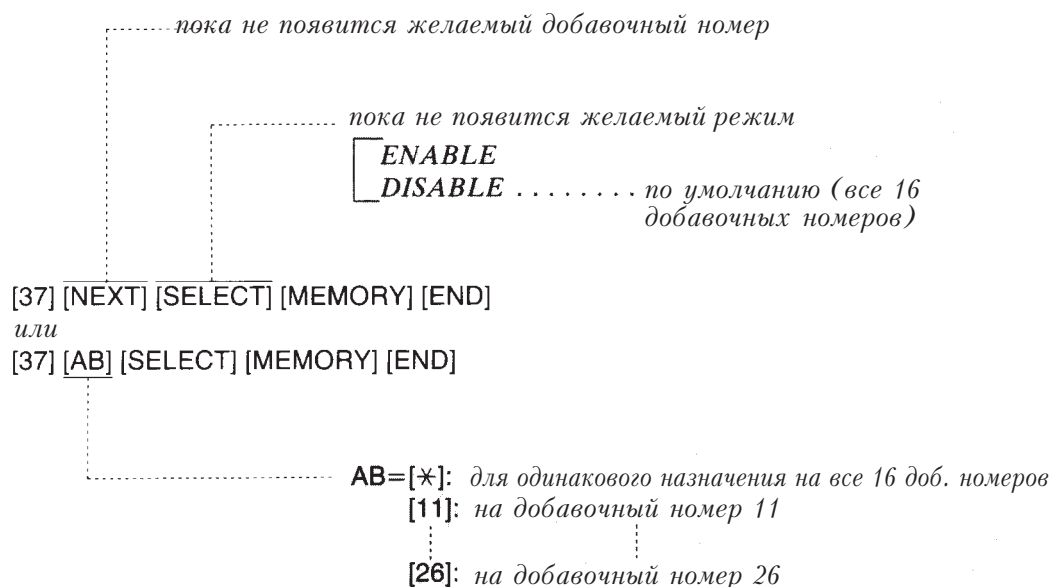 пока не появится желаемый добавочный номер
пока не появится желаемый режим
ENABLE
DISABLE ........ по умолчанию (все 16
добавочных номеров)
[37] [NEXT] [SELECT] [MEMORY] [END]
или
[37] [AB] [SELECT] [MEMORY] [END]
AB=[*]: для одинакового назначения на все 16 доб. номеров
[11]: на добавочный номер 11
[26]: на добавочный номер 26